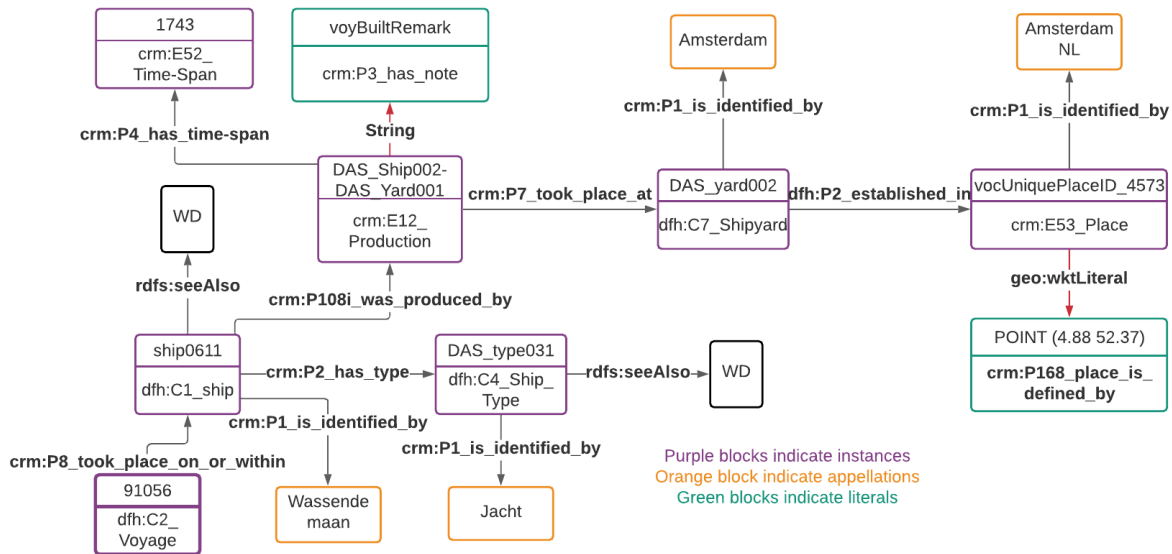 1743
crm:E52_
Time-Span
voyBuiltRemark
crm:P3_has_note
Amsterdam
Amsterdam
NL
crm:P4_has_time-span
String
crm:P1_is_identified_by
crm:P1_is_identified_by
DAS_Ship002-
DAS_Yard001
crm:E12_
Production
crm:P7_took_place_at
DAS_yard002
dfh:C7_Shipyard
dfh:P2_established_in
vocUniquePlaceID_4573
crm:E53_Place
WD
rdfs:seeAlso
crm:P108i_was_produced_by
geo:wktLiteral
ship0611
dfh:C1_ship
crm:P2_has_type
DAS_type031
dfh:C4_Ship_
Type
rdfs:seeAlso
WD
POINT (4.88 52.37)
crm:P168_place_is_
defined_by
crm:P1_is_identified_by
crm:P1_is_identified_by
crm:P8_took_place_on_or_within
91056
dfh:C2_
Voyage
Wassende
maan
Jacht
Purple blocks indicate instances
Orange block indicate appellations
Green blocks indicate literals